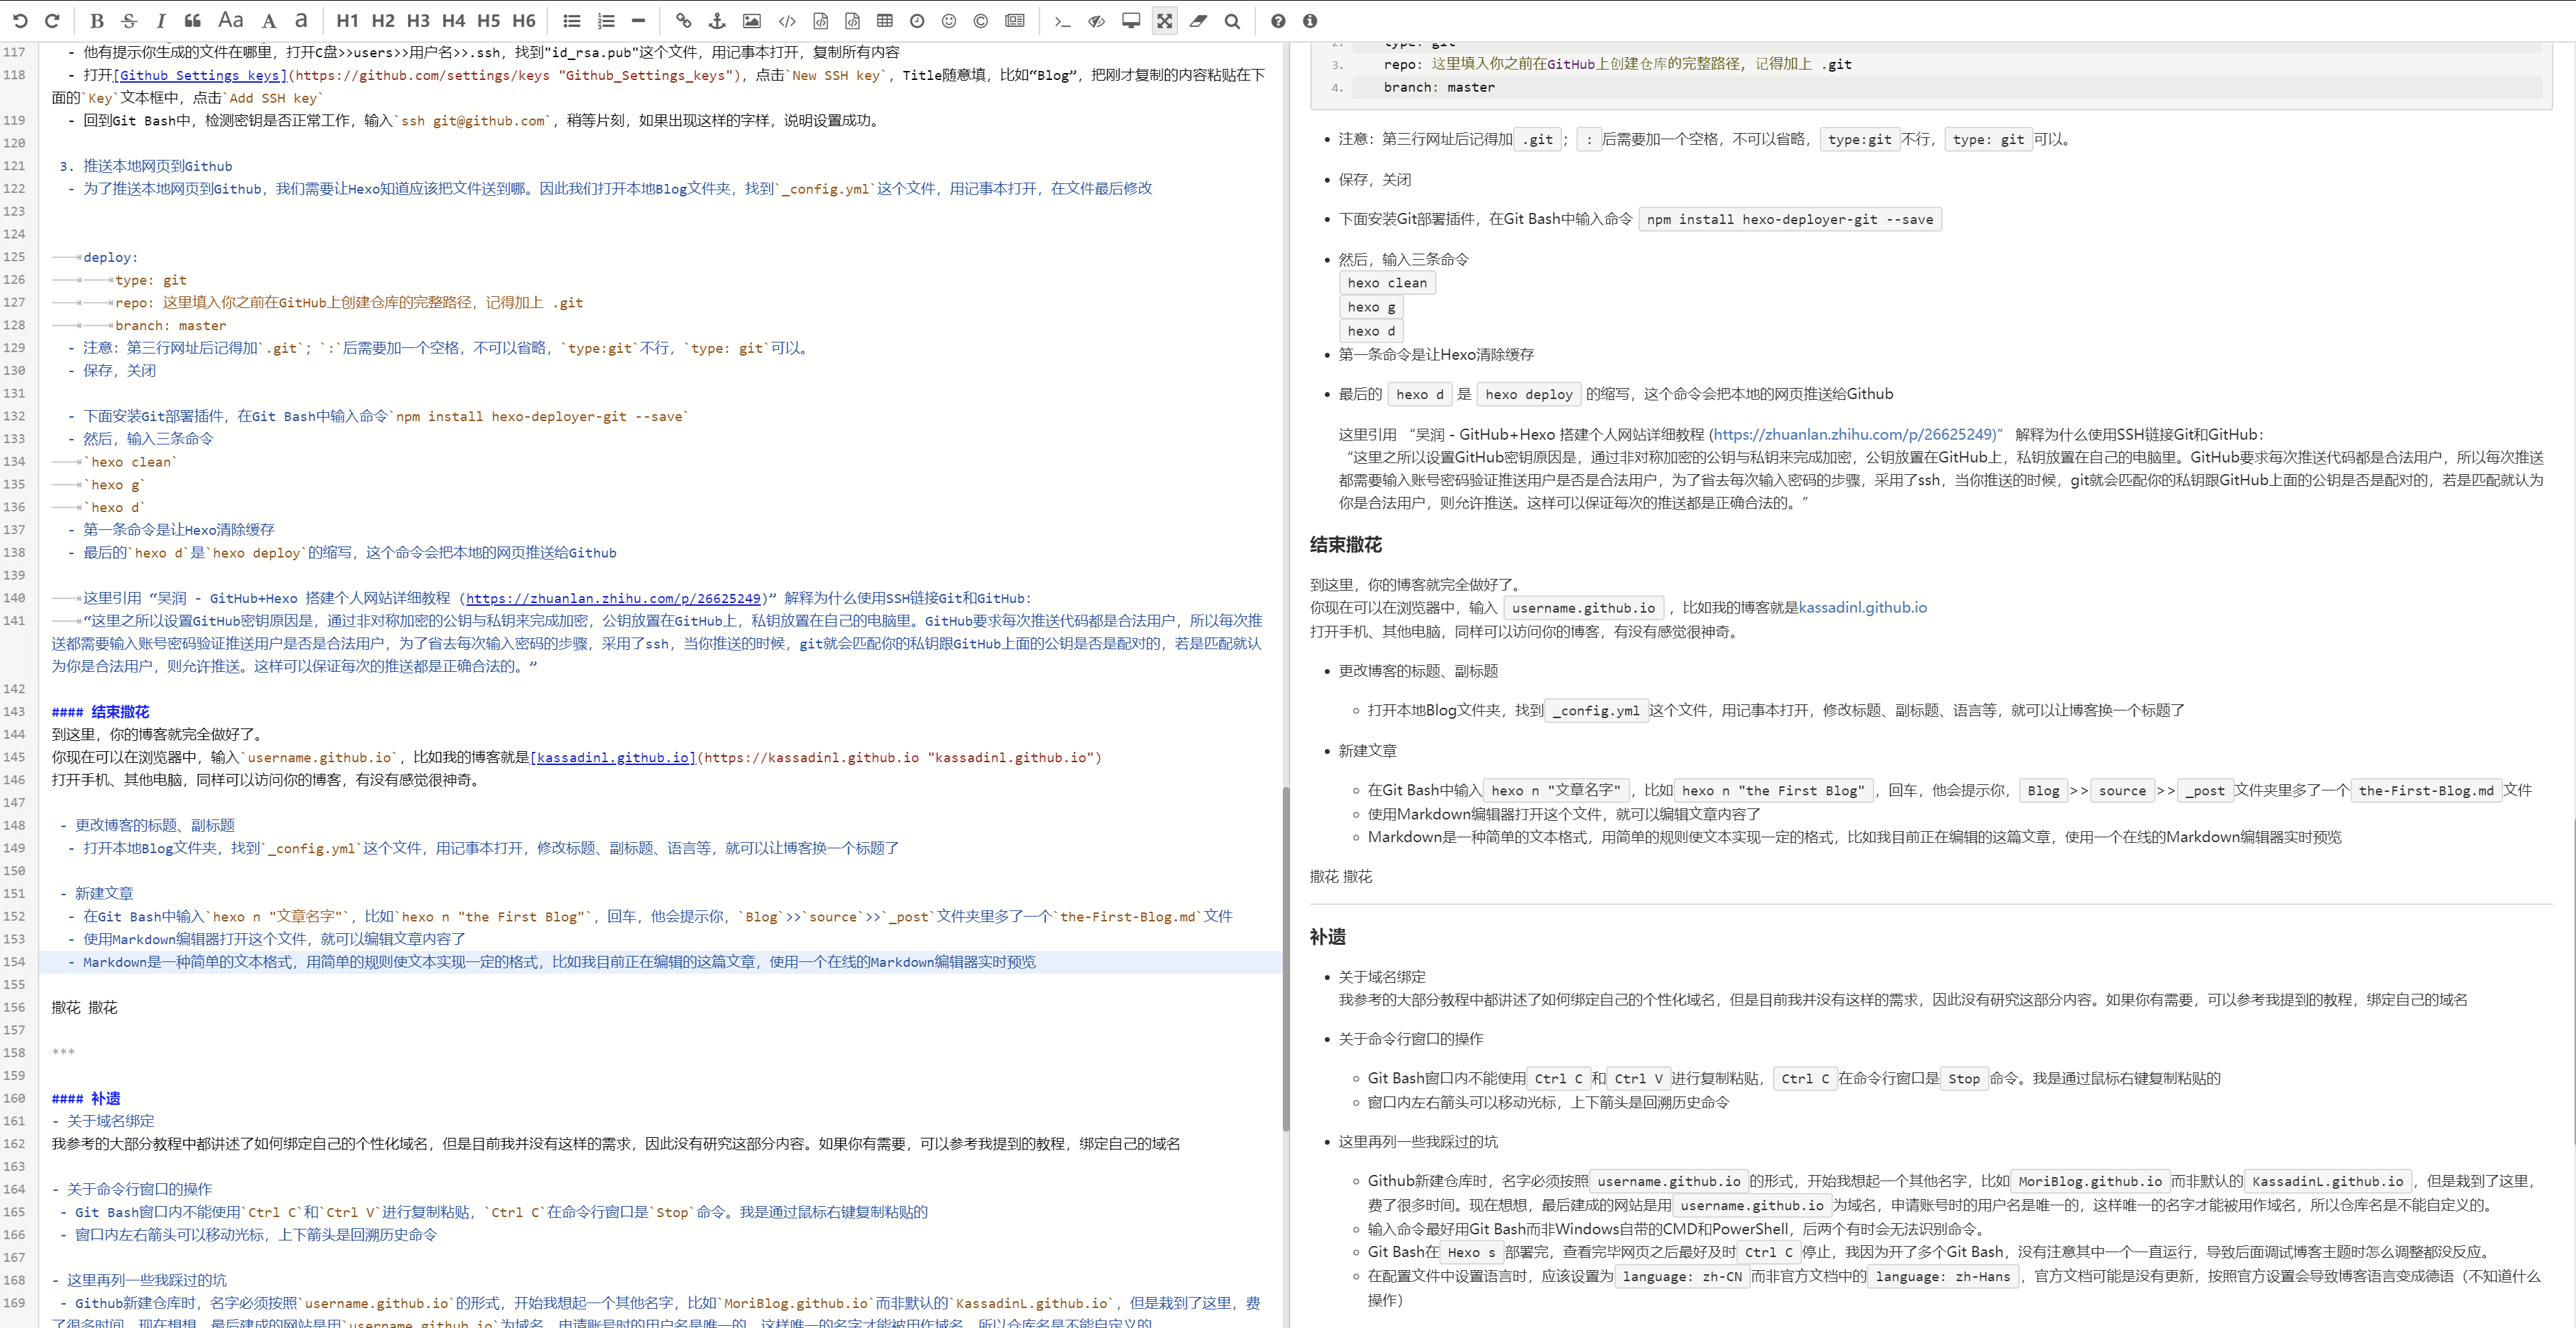 B S I Aa A a H1 H2 H3 H4 H5 H6
117 - 他有提示你生成的文件在哪里，打开C盘>>users>>用户名>>.ssh，找到"id_rsa.pub"这个文件，用记事本打开，复制所有内容
118 - 打开[Github Settings keys](https://github.com/settings/keys "Github_Settings_keys")，点击`New SSH key`，Title随意填，比如“Blog”，把刚才复制的内容粘贴在下
面的`Key`文本框中，点击`Add SSH key`
119 - 回到Git Bash中，检测密钥是否正常工作，输入`ssh git@github.com`，稍等片刻，如果出现这样的字样，说明设置成功。
120
121 3. 推送本地网页到Github
122 - 为了推送本地网页到Github，我们需要让Hexo知道应该把文件送到哪。因此我们打开本地Blog文件夹，找到`_config.yml`这个文件，用记事本打开，在文件最后修改
123
124
125 deploy:
126 type: git
127 repo: 这里填入你之前在GitHub上创建仓库的完整路径，记得加上 .git
128 branch: master
129 - 注意：第三行网址后记得加`.git`；`:`后需要加一个空格，不可以省略，`type:git`不行，`type: git`可以。
130 - 保存，关闭
131
132 - 下面安装Git部署插件，在Git Bash中输入命令`npm install hexo-deployer-git --save`
133 - 然后，输入三条命令
134 `hexo clean`
135 `hexo g`
136 `hexo d`
137 - 第一条命令是让Hexo清除缓存
138 - 最后的`hexo d`是`hexo deploy`的缩写，这个命令会把本地的网页推送给Github
139
140 这里引用 “吴润 - GitHub+Hexo 搭建个人网站详细教程 (https://zhuanlan.zhihu.com/p/26625249)” 解释为什么使用SSH链接Git和GitHub：
141 “这里之所以设置GitHub密钥原因是，通过非对称加密的公钥与私钥来完成加密，公钥放置在GitHub上，私钥放置在自己的电脑里。GitHub要求每次推送代码都是合法用户，所以每次推
送都需要输入账号密码验证推送用户是否是合法用户，为了省去每次输入密码的步骤，采用了ssh，当你推送的时候，git就会匹配你的私钥跟GitHub上面的公钥是否是配对的，若是匹配就认
为你是合法用户，则允许推送。这样可以保证每次的推送都是正确合法的。”
142
143 #### 结束撒花
144 到这里，你的博客就完全做好了。
145 你现在可以在浏览器中，输入`username.github.io`，比如我的博客就是[kassadinl.github.io](https://kassadinl.github.io "kassadinl.github.io")
146 打开手机、其他电脑，同样可以访问你的博客，有没有感觉很神奇。
147
148 - 更改博客的标题、副标题
149 - 打开本地Blog文件夹，找到`_config.yml`这个文件，用记事本打开，修改标题、副标题、语言等，就可以让博客换一个标题了
150
151 - 新建文章
152 - 在Git Bash中输入`hexo n "文章名字"`，比如`hexo n "the First Blog"`，回车，他会提示你，`Blog`>>`source`>>`_post`文件夹里多了一个`the-First-Blog.md`文件
153 - 使用Markdown编辑器打开这个文件，就可以编辑文章内容了
154 - Markdown是一种简单的文本格式，用简单的规则使文本实现一定的格式，比如我目前正在编辑的这篇文章，使用一个在线的Markdown编辑器实时预览
155
156 撒花 撒花
157
158 ***
159
160 #### 补遗
161 - 关于域名绑定
162 我参考的大部分教程中都讲述了如何绑定自己的个性化域名，但是目前我并没有这样的需求，因此没有研究这部分内容。如果你有需要，可以参考我提到的教程，绑定自己的域名
163
164 - 关于命令行窗口的操作
165 - Git Bash窗口内不能使用`Ctrl C`和`Ctrl V`进行复制粘贴，`Ctrl C`在命令行窗口是`Stop`命令。我是通过鼠标右键复制粘贴的
166 - 窗口内左右箭头可以移动光标，上下箭头是回溯历史命令
167
168 - 这里再列一些我踩过的坑
169 - Github新建仓库时，名字必须按照`username.github.io`的形式，开始我想起一个其他名字，比如`MoriBlog.github.io`而非默认的`KassadinL.github.io`，但是栽到了这里，费
了很多时间。现在想想，最后建成的网站是用`username.github.io`为域名，申请账号时的用户名是唯一的，这样唯一的名字才能被用作域名，所以仓库名是不能自定义的。
2. type: git
3. repo: 这里填入你之前在GitHub上创建仓库的完整路径，记得加上 .git
4. branch: master
• 注意：第三行网址后记得加 .git ； : 后需要加一个空格，不可以省略， type:git 不行， type: git 可以。
• 保存，关闭
• 下面安装Git部署插件，在Git Bash中输入命令 npm install hexo-deployer-git --save
• 然后，输入三条命令
hexo clean
hexo g
hexo d
• 第一条命令是让Hexo清除缓存
• 最后的 hexo d 是 hexo deploy 的缩写，这个命令会把本地的网页推送给Github
这里引用 “吴润 - GitHub+Hexo 搭建个人网站详细教程 (https://zhuanlan.zhihu.com/p/26625249)” 解释为什么使用SSH链接Git和GitHub：
“这里之所以设置GitHub密钥原因是，通过非对称加密的公钥与私钥来完成加密，公钥放置在GitHub上，私钥放置在自己的电脑里。GitHub要求每次推送代码都是合法用户，所以每次推送
都需要输入账号密码验证推送用户是否是合法用户，为了省去每次输入密码的步骤，采用了ssh，当你推送的时候，git就会匹配你的私钥跟GitHub上面的公钥是否是配对的，若是匹配就认为
你是合法用户，则允许推送。这样可以保证每次的推送都是正确合法的。”
结束撒花
到这里，你的博客就完全做好了。
你现在可以在浏览器中，输入 username.github.io ，比如我的博客就是kassadinl.github.io
打开手机、其他电脑，同样可以访问你的博客，有没有感觉很神奇。
• 更改博客的标题、副标题
◦ 打开本地Blog文件夹，找到 _config.yml 这个文件，用记事本打开，修改标题、副标题、语言等，就可以让博客换一个标题了
• 新建文章
◦ 在Git Bash中输入 hexo n "文章名字" ，比如 hexo n "the First Blog" ，回车，他会提示你， Blog >> source >> _post 文件夹里多了一个 the-First-Blog.md 文件
◦ 使用Markdown编辑器打开这个文件，就可以编辑文章内容了
◦ Markdown是一种简单的文本格式，用简单的规则使文本实现一定的格式，比如我目前正在编辑的这篇文章，使用一个在线的Markdown编辑器实时预览
撒花 撒花
补遗
• 关于域名绑定
我参考的大部分教程中都讲述了如何绑定自己的个性化域名，但是目前我并没有这样的需求，因此没有研究这部分内容。如果你有需要，可以参考我提到的教程，绑定自己的域名
• 关于命令行窗口的操作
◦ Git Bash窗口内不能使用 Ctrl C 和 Ctrl V 进行复制粘贴， Ctrl C 在命令行窗口是 Stop 命令。我是通过鼠标右键复制粘贴的
◦ 窗口内左右箭头可以移动光标，上下箭头是回溯历史命令
• 这里再列一些我踩过的坑
◦ Github新建仓库时，名字必须按照 username.github.io 的形式，开始我想起一个其他名字，比如 MoriBlog.github.io 而非默认的 KassadinL.github.io ，但是栽到了这里，
费了很多时间。现在想想，最后建成的网站是用 username.github.io 为域名，申请账号时的用户名是唯一的，这样唯一的名字才能被用作域名，所以仓库名是不能自定义的。
◦ 输入命令最好用Git Bash而非Windows自带的CMD和PowerShell，后两个有时会无法识别命令。
◦ Git Bash在 Hexo s 部署完，查看完毕网页之后最好及时 Ctrl C 停止，我因为开了多个Git Bash，没有注意其中一个一直运行，导致后面调试博客主题时怎么调整都没反应。
◦ 在配置文件中设置语言时，应该设置为 language: zh-CN 而非官方文档中的 language: zh-Hans ，官方文档可能是没有更新，按照官方设置会导致博客语言变成德语（不知道什么
操作）